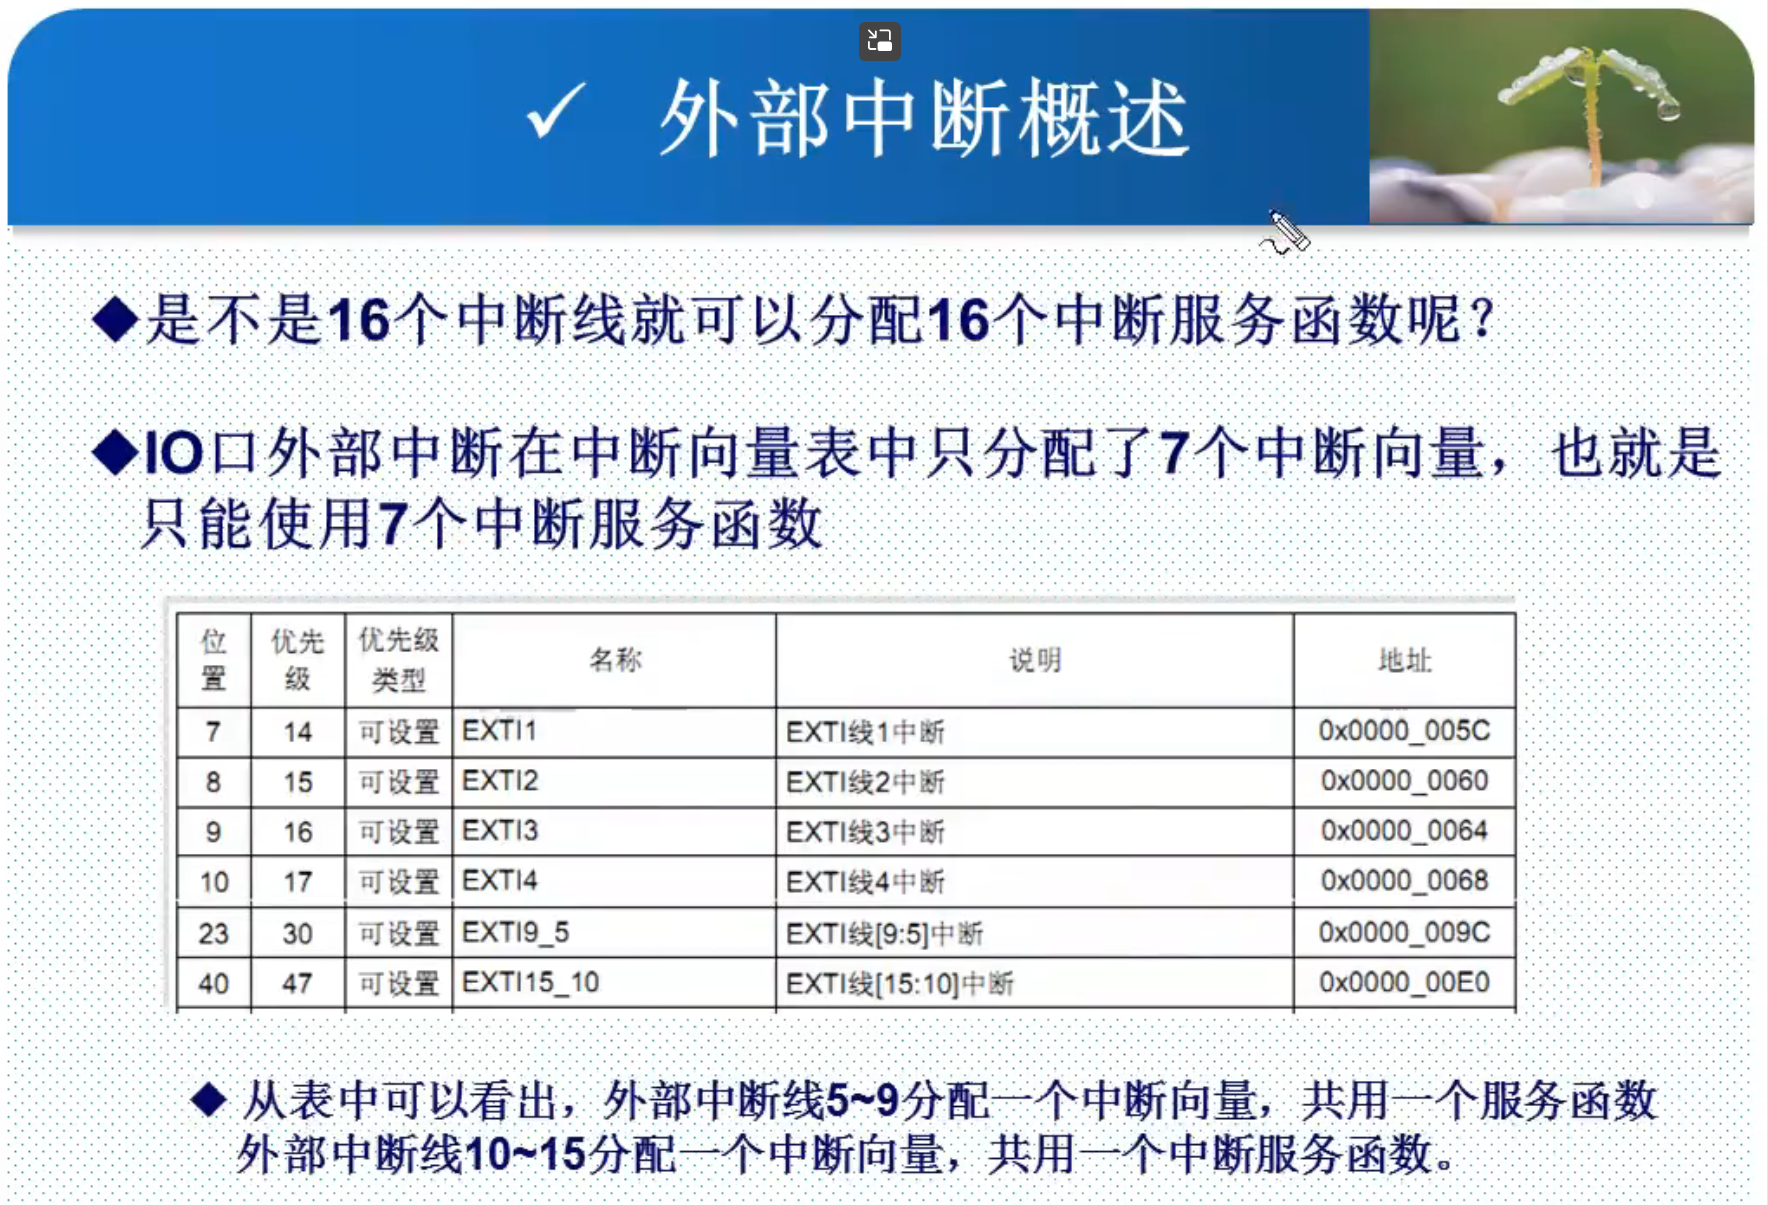 ✓ 外部中断概述
◆是不是16个中断线就可以分配16个中断服务函数呢?
◆IO口外部中断在中断向量表中只分配了7个中断向量，也就是
只能使用7个中断服务函数
位置 优先级 优先级类型 名称 说明 地址
7 14 可设置 EXTI1 EXTI线1中断 0x0000_005C
8 15 可设置 EXTI2 EXTI线2中断 0x0000_0060
9 16 可设置 EXTI3 EXTI线3中断 0x0000_0064
10 17 可设置 EXTI4 EXTI线4中断 0x0000_0068
23 30 可设置 EXTI9_5 EXTI线[9:5]中断 0x0000_009C
40 47 可设置 EXTI15_10 EXTI线[15:10]中断 0x0000_00E0
◆ 从表中可以看出，外部中断线5~9分配一个中断向量，共用一个服务函数
外部中断线10~15分配一个中断向量，共用一个中断服务函数。